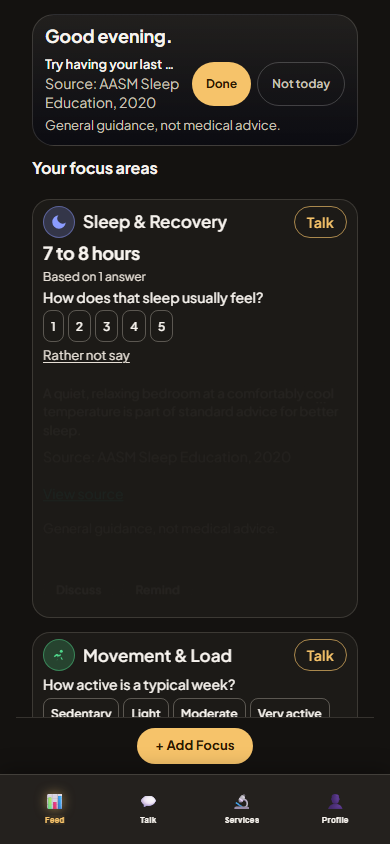 Good evening.
Try having your last ...
Source: AASM Sleep
Education, 2020
Done
Not today
General guidance, not medical advice.
Your focus areas
Sleep & Recovery
Talk
7 to 8 hours
Based on 1 answer
How does that sleep usually feel?
1 2 3 4 5
Rather not say
A quiet, relaxing bedroom at a comfortably cool
temperature is part of standard advice for better
sleep.
Source: AASM Sleep Education, 2020
View source
General guidance, not medical advice.
Discuss Remind
Movement & Load
Talk
How active is a typical week?
Sedentary Light Moderate Very active
+ Add Focus
Feed Talk Services Profile